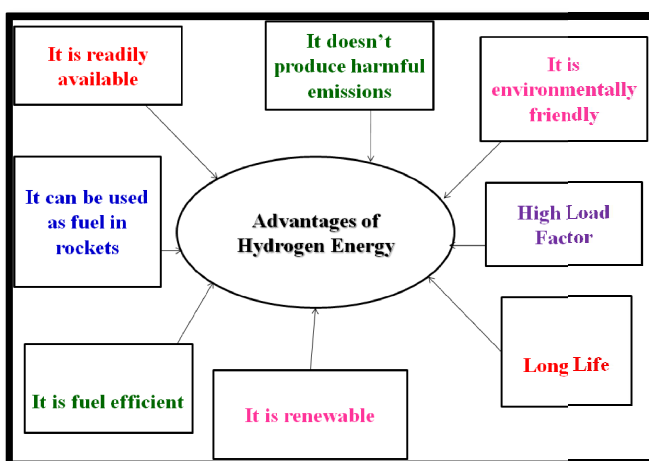 It is readily
available
It doesn't
produce harmful
emissions
It is
environmentally
friendly
It can be used
as fuel in
rockets
Advantages of
Hydrogen Energy
High Load
Factor
It is fuel efficient
It is renewable
Long Life